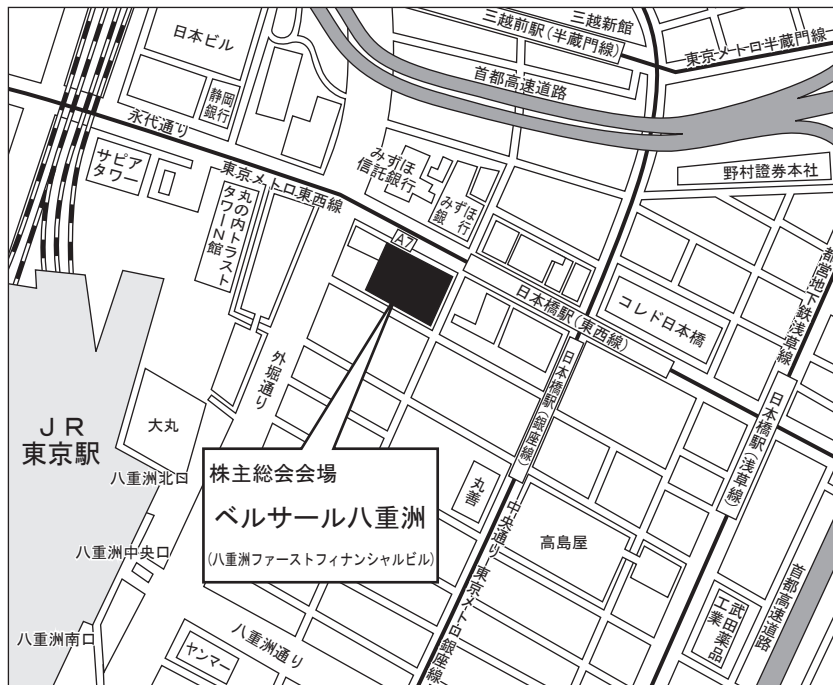 三越新館
三越前駅(半蔵門線)
東京メトロ半蔵門線
日本ビル
首都高速道路
静岡
銀行
永代通り
サピア
タワー
東京メトロ東西線
みずほ
信託銀行
みずほ
銀行
野村證券本社
丸の内トラスト
タワーN館
A7
日本橋駅(東西線)
コレド日本橋
都営地下鉄浅草線
外堀通り
日本橋駅(銀座線)
日本橋駅(浅草線)
JR
東京駅
大丸
八重洲北口
株主総会会場
ベルサール八重洲
(八重洲ファーストフィナンシャルビル)
丸善
中央通り
高島屋
八重洲中央口
東京メトロ銀座線
首都高速道路
武田薬品
工業
八重洲南口
八重洲通り
ヤンマー